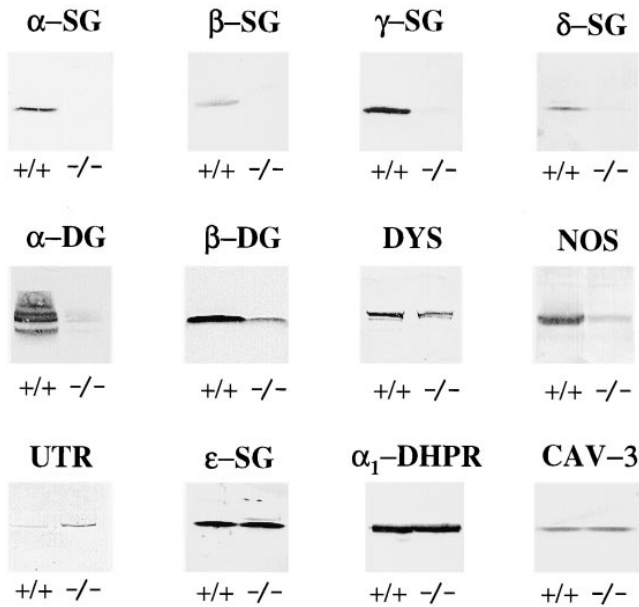 α–SG β–SG γ–SG δ–SG
+/+ -/- +/+ -/- +/+ -/- +/+ -/-
α–DG β–DG DYS NOS
+/+ -/- +/+ -/- +/+ -/- +/+ -/-
UTR ε–SG α₁–DHPR CAV–3
+/+ -/- +/+ -/- +/+ -/- +/+ -/-